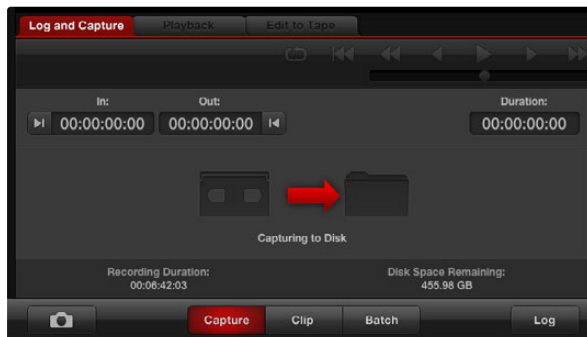 Log and Capture Playback Edit to Tape
In: Out: Duration:
00:00:00:00 00:00:00:00 00:00:00:00
Capturing to Disk
Recording Duration: Disk Space Remaining:
00:06:42:03 455.98 GB
Capture Clip Batch Log